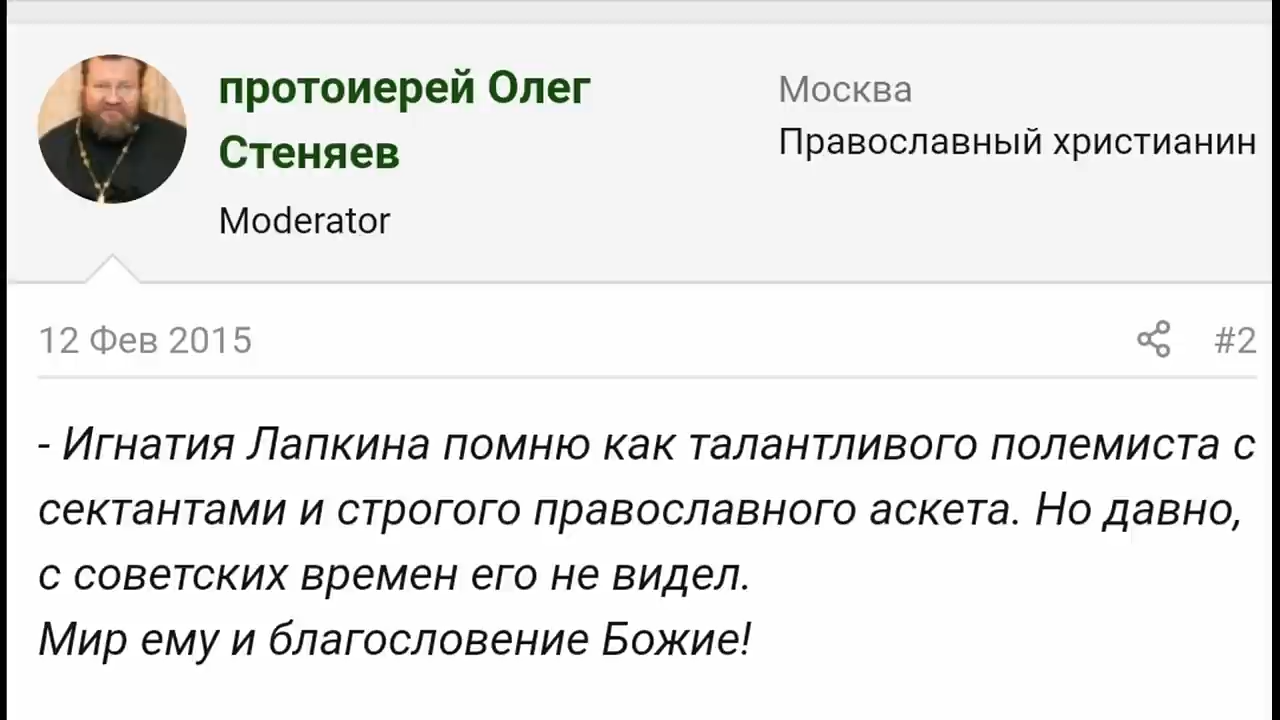 протоиерей Олег
Стеняев
Moderator
Москва
Православный христианин
12 Фев 2015
#2
- Игнатия Лапкина помню как талантливого полемиста с
сектантами и строгого православного аскета. Но давно,
с советских времен его не видел.
Мир ему и благословение Божие!